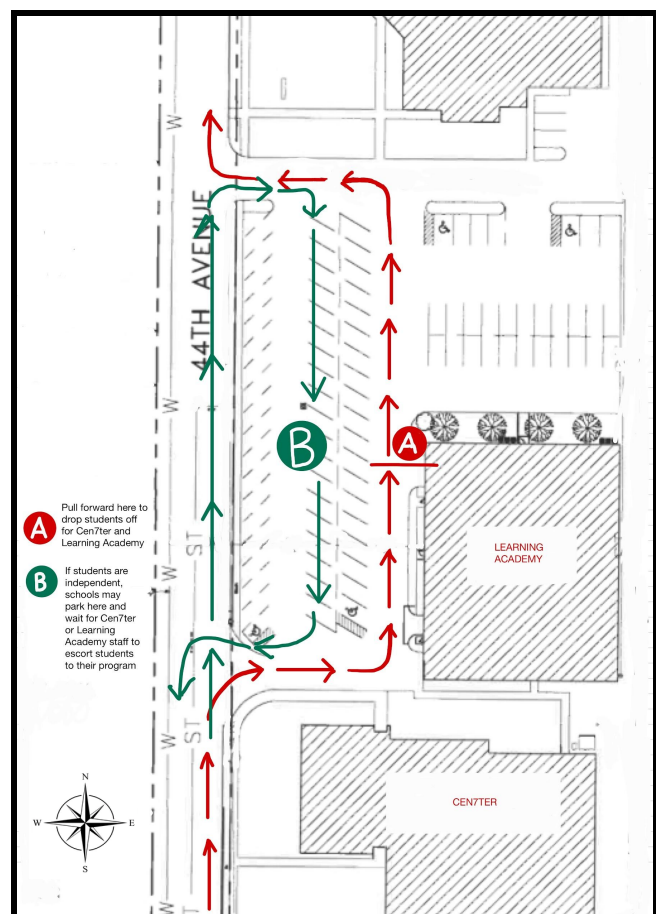 W
44TH AVENUE
W
B
A
A
Pull forward here to
drop students off
for Cen7ter and
Learning Academy
ST
LEARNING
ACADEMY
B
If students are
independent,
schools may
park here and
wait for Cen7ter
or Learning
Academy staff to
escort students
to their program
W
ST
W
CEN7TER
N
W
E
S
ST
W